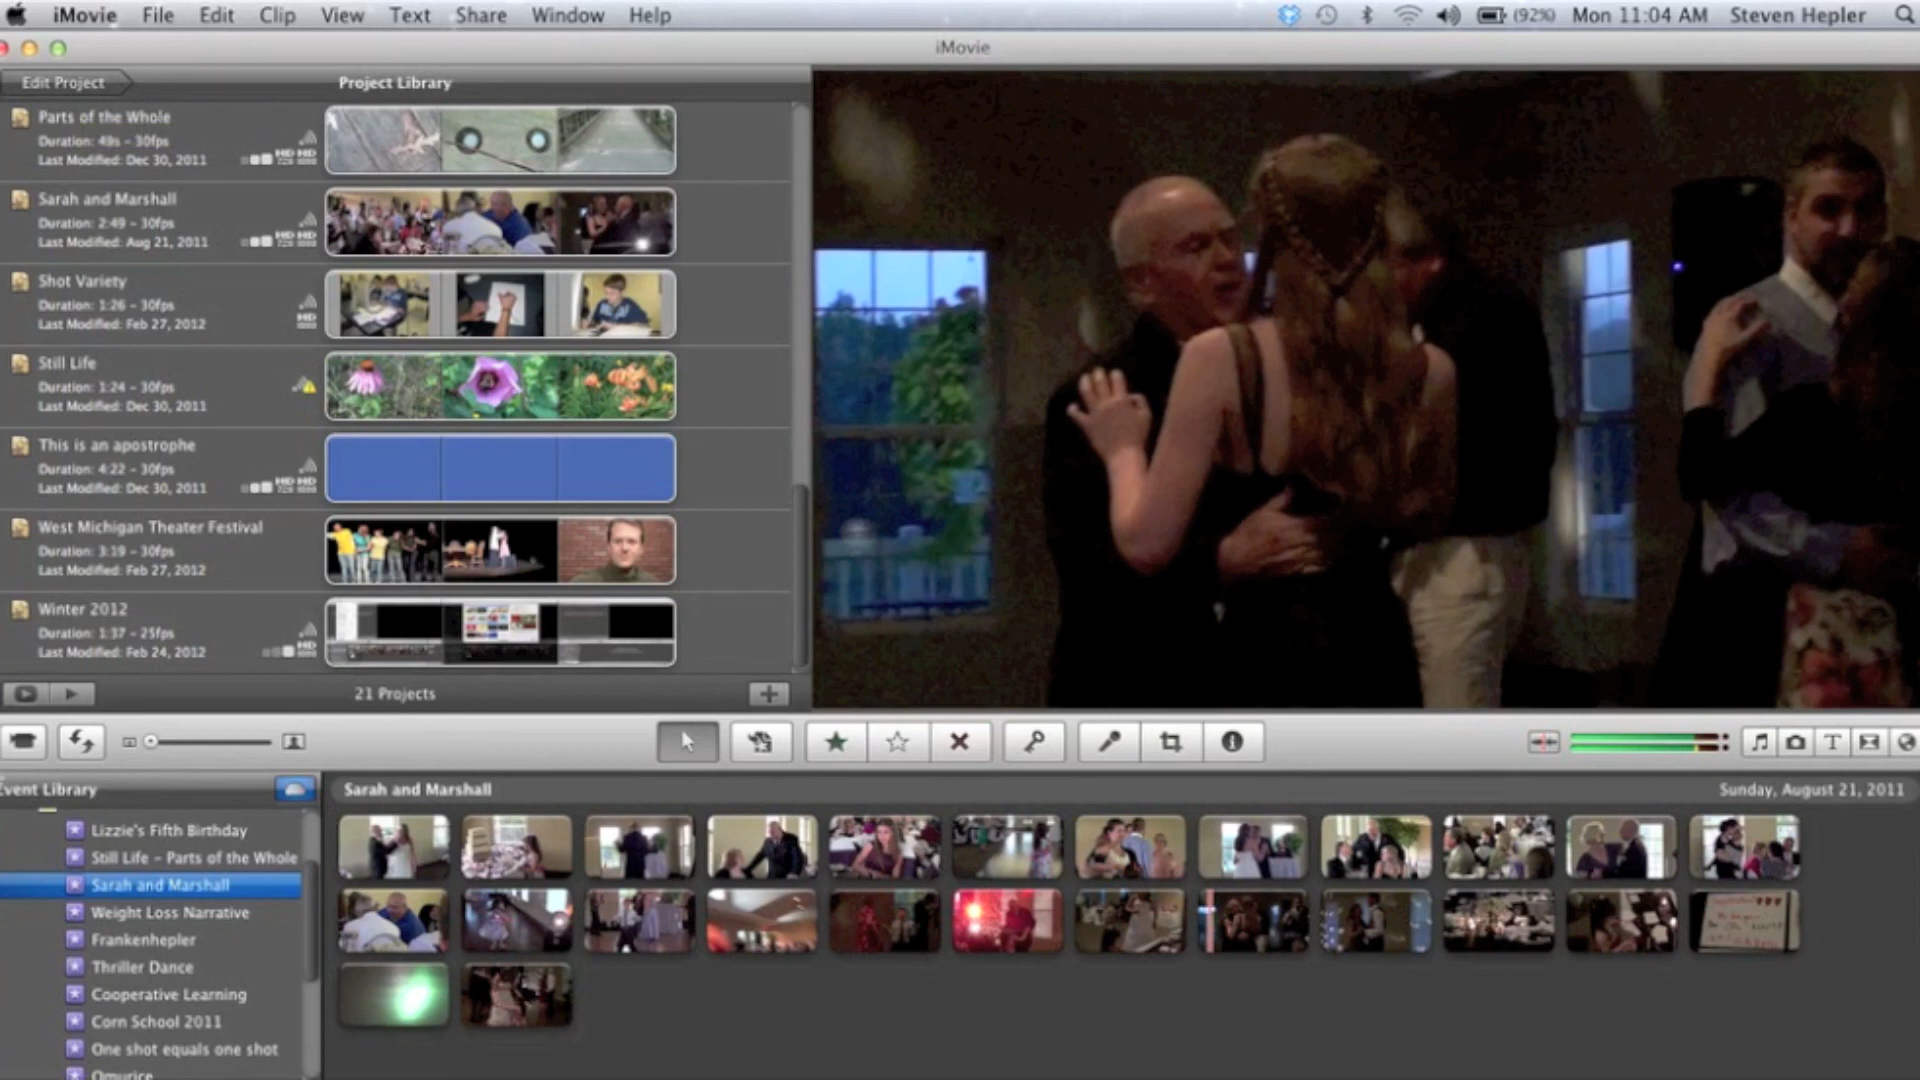 iMovie File Edit Clip View Text Share Window Help (92%) Mon 11:04 AM Steven Hepler
iMovie
Edit Project Project Library
Parts of the Whole
Duration: 49s - 30fps
Last Modified: Dec 30, 2011
Sarah and Marshall
Duration: 2:49 - 30fps
Last Modified: Aug 21, 2011
Shot Variety
Duration: 1:26 - 30fps
Last Modified: Feb 27, 2012
Still Life
Duration: 1:24 - 30fps
Last Modified: Dec 30, 2011
This is an apostrophe
Duration: 4:22 - 30fps
Last Modified: Dec 30, 2011
West Michigan Theater Festival
Duration: 3:19 - 30fps
Last Modified: Feb 27, 2012
Winter 2012
Duration: 1:37 - 25fps
Last Modified: Feb 24, 2012
21 Projects
Event Library
Lizzie's Fifth Birthday
Still Life - Parts of the Whole
Sarah and Marshall
Weight Loss Narrative
Frankenhepler
Thriller Dance
Cooperative Learning
Corn School 2011
One shot equals one shot
Omurice
Sarah and Marshall Sunday, August 21, 2011